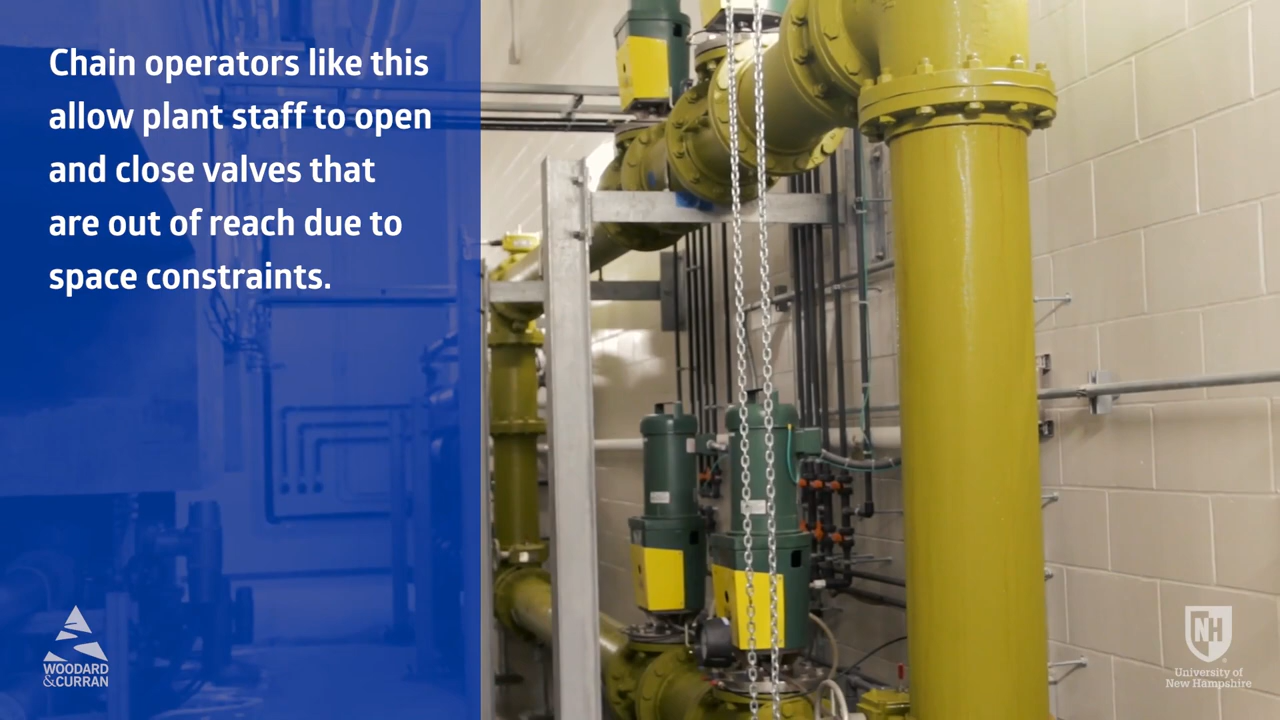 Chain operators like this
allow plant staff to open
and close valves that
are out of reach due to
space constraints.
WOODARD
&CURRAN
NH
University of
New Hampshire